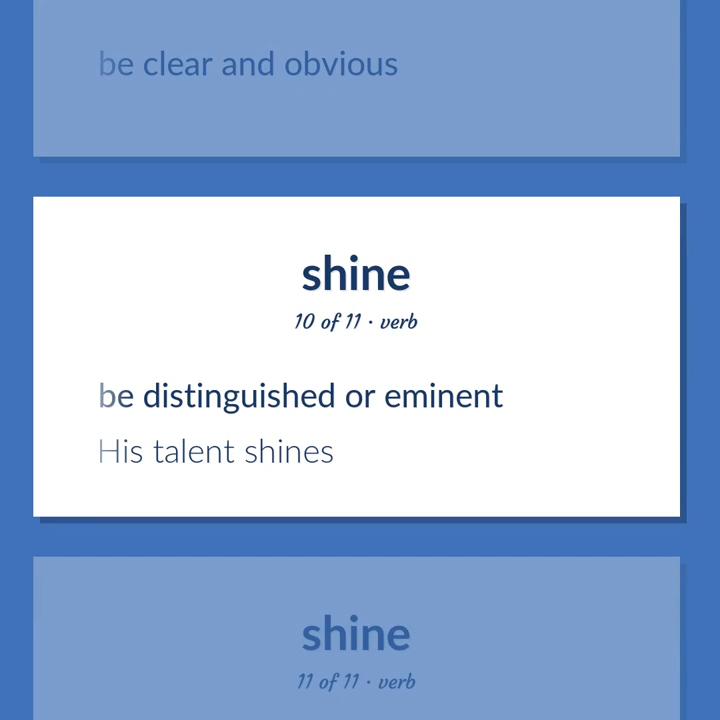 be clear and obvious
shine
10 of 11 · verb
be distinguished or eminent
His talent shines
shine
11 of 11 · verb